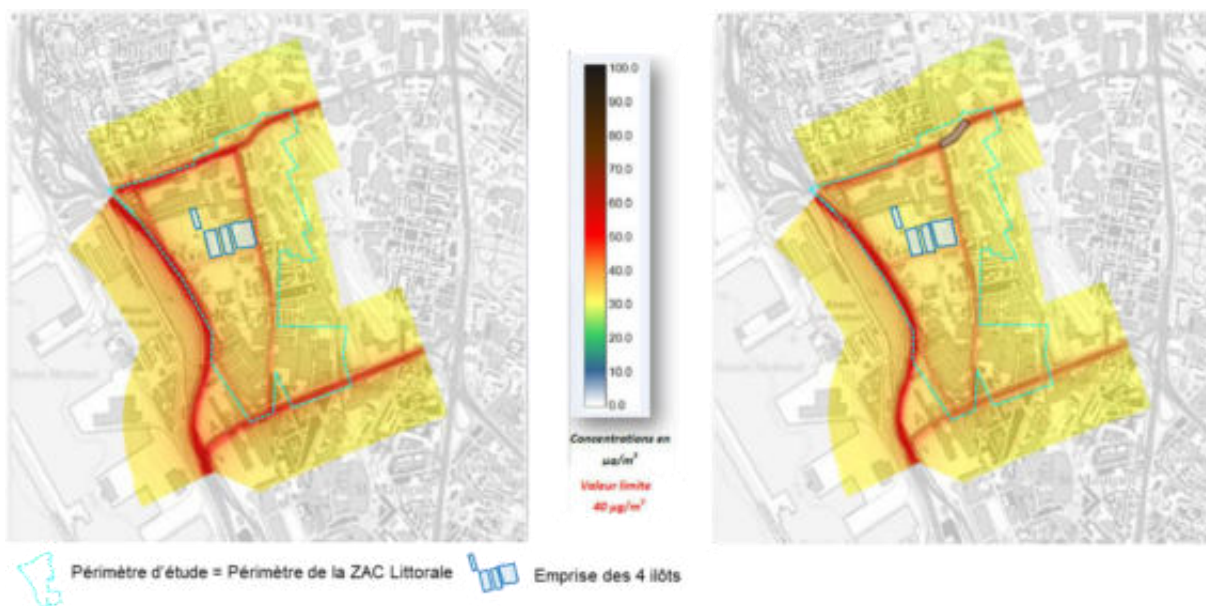 100.0
90.0
80.0
70.0
60.0
50.0
40.0
30.0
20.0
10.0
0.0
Concentrations en
µg/m³
Valeur limite
40 µg/m³
Périmètre d'étude = Périmètre de la ZAC Littorale
Emprise des 4 ilôts